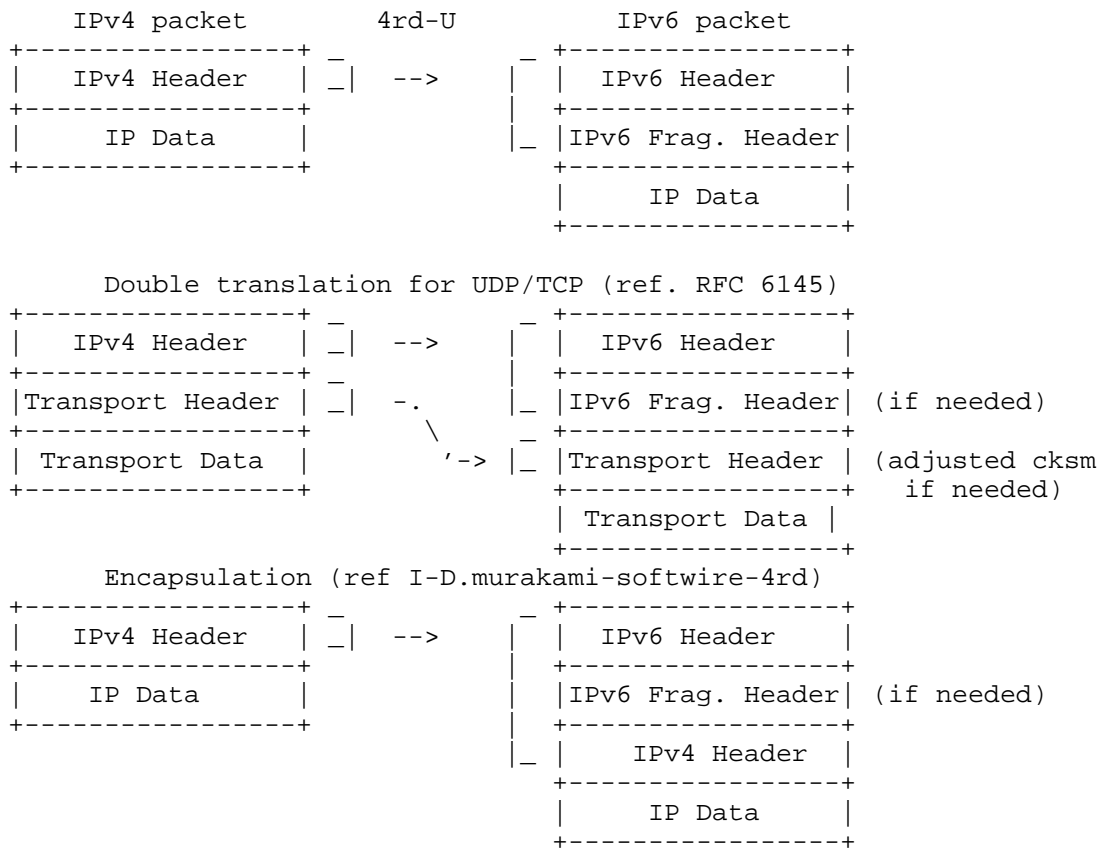 IPv4 packet 4rd-U IPv6 packet
IPv4 Header --> IPv6 Header
IP Data IPv6 Frag. Header
IP Data
Double translation for UDP/TCP (ref. RFC 6145)
IPv4 Header --> IPv6 Header
Transport Header -. IPv6 Frag. Header (if needed)
Transport Data '-> Transport Header (adjusted cksm
if needed)
Transport Data
Encapsulation (ref I-D.murakami-softwire-4rd)
IPv4 Header --> IPv6 Header
IP Data IPv6 Frag. Header (if needed)
IPv4 Header
IP Data